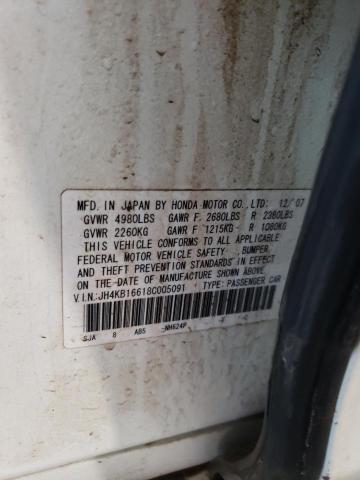 MFD. IN JAPAN BY HONDA MOTOR CO., LTD: 12/07
GVWR 4980LBS GAWR F. 2680LBS R 2380LBS
GVWR 2260KG GAWR F 1215KG R 1080KG
THIS VEHICLE CONFORMS TO ALL APPLICABLE
FEDERAL MOTOR VEHICLE SAFETY, BUMPER,
AND THEFT PREVENTION STANDARDS IN EFFECT
ON THE DATE OF MANUFACTURE SHOWN ABOVE.
V.I.N.:JH4KB16618C005091 TYPE: PASSENGER CAR
SJA 8 AB5 NH624P